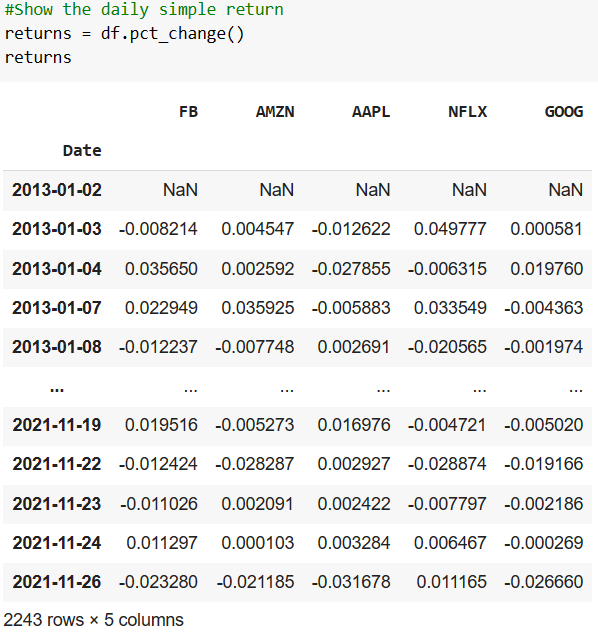 #Show the daily simple return
returns = df.pct_change()
returns
FB AMZN AAPL NFLX GOOG
Date
2013-01-02 NaN NaN NaN NaN NaN
2013-01-03 -0.008214 0.004547 -0.012622 0.049777 0.000581
2013-01-04 0.035650 0.002592 -0.027855 -0.006315 0.019760
2013-01-07 0.022949 0.035925 -0.005883 0.033549 -0.004363
2013-01-08 -0.012237 -0.007748 0.002691 -0.020565 -0.001974
... ... ... ... ... ...
2021-11-19 0.019516 -0.005273 0.016976 -0.004721 -0.005020
2021-11-22 -0.012424 -0.028287 0.002927 -0.028874 -0.019166
2021-11-23 -0.011026 0.002091 0.002422 -0.007797 -0.002186
2021-11-24 0.011297 0.000103 0.003284 0.006467 -0.000269
2021-11-26 -0.023280 -0.021185 -0.031678 0.011165 -0.026660
2243 rows × 5 columns